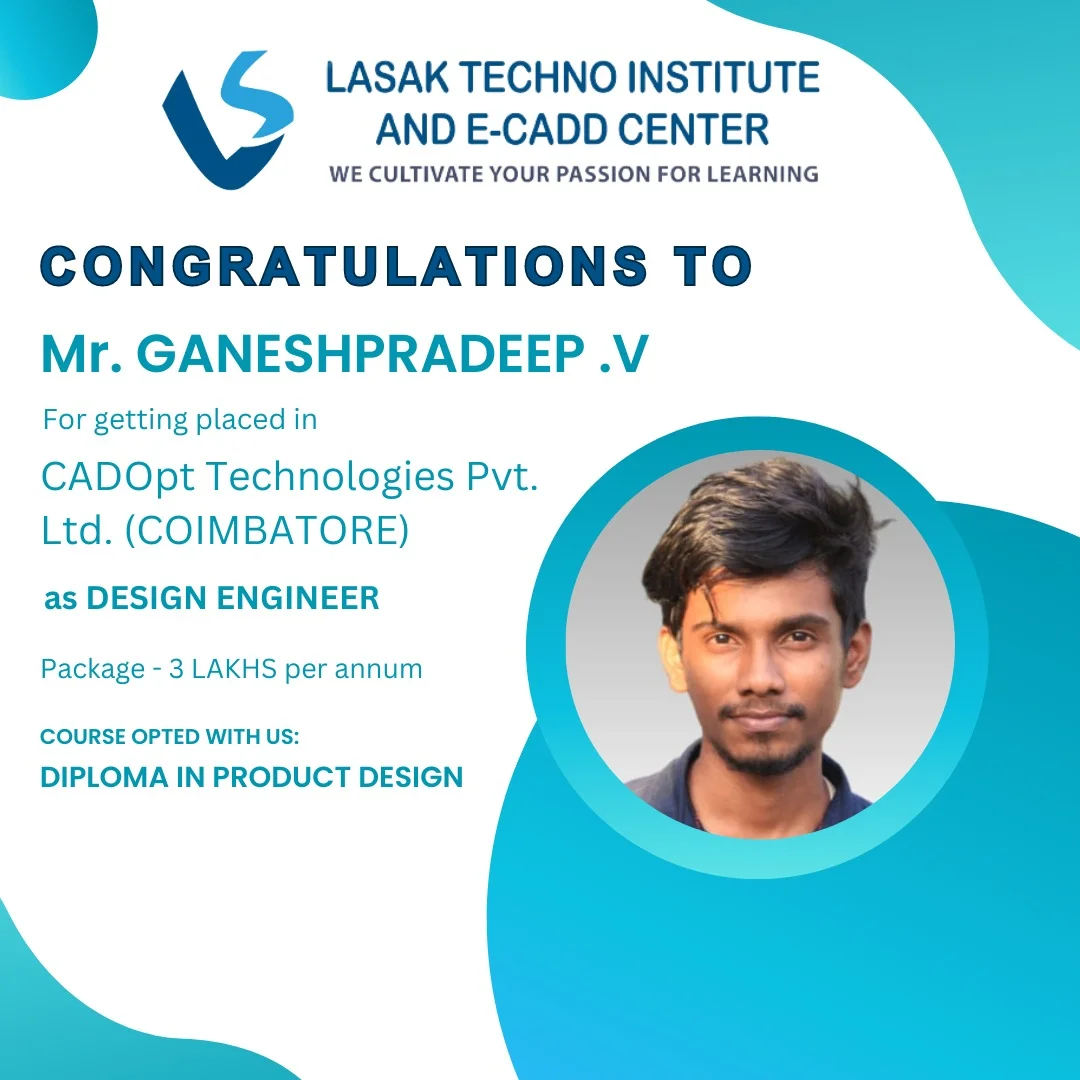 LASAK TECHNO INSTITUTE
AND E-CADD CENTER
WE CULTIVATE YOUR PASSION FOR LEARNING
CONGRATULATIONS TO
Mr. GANESHPRADEEP .V
For getting placed in
CADOpt Technologies Pvt.
Ltd. (COIMBATORE)
as DESIGN ENGINEER
Package - 3 LAKHS per annum
COURSE OPTED WITH US:
DIPLOMA IN PRODUCT DESIGN